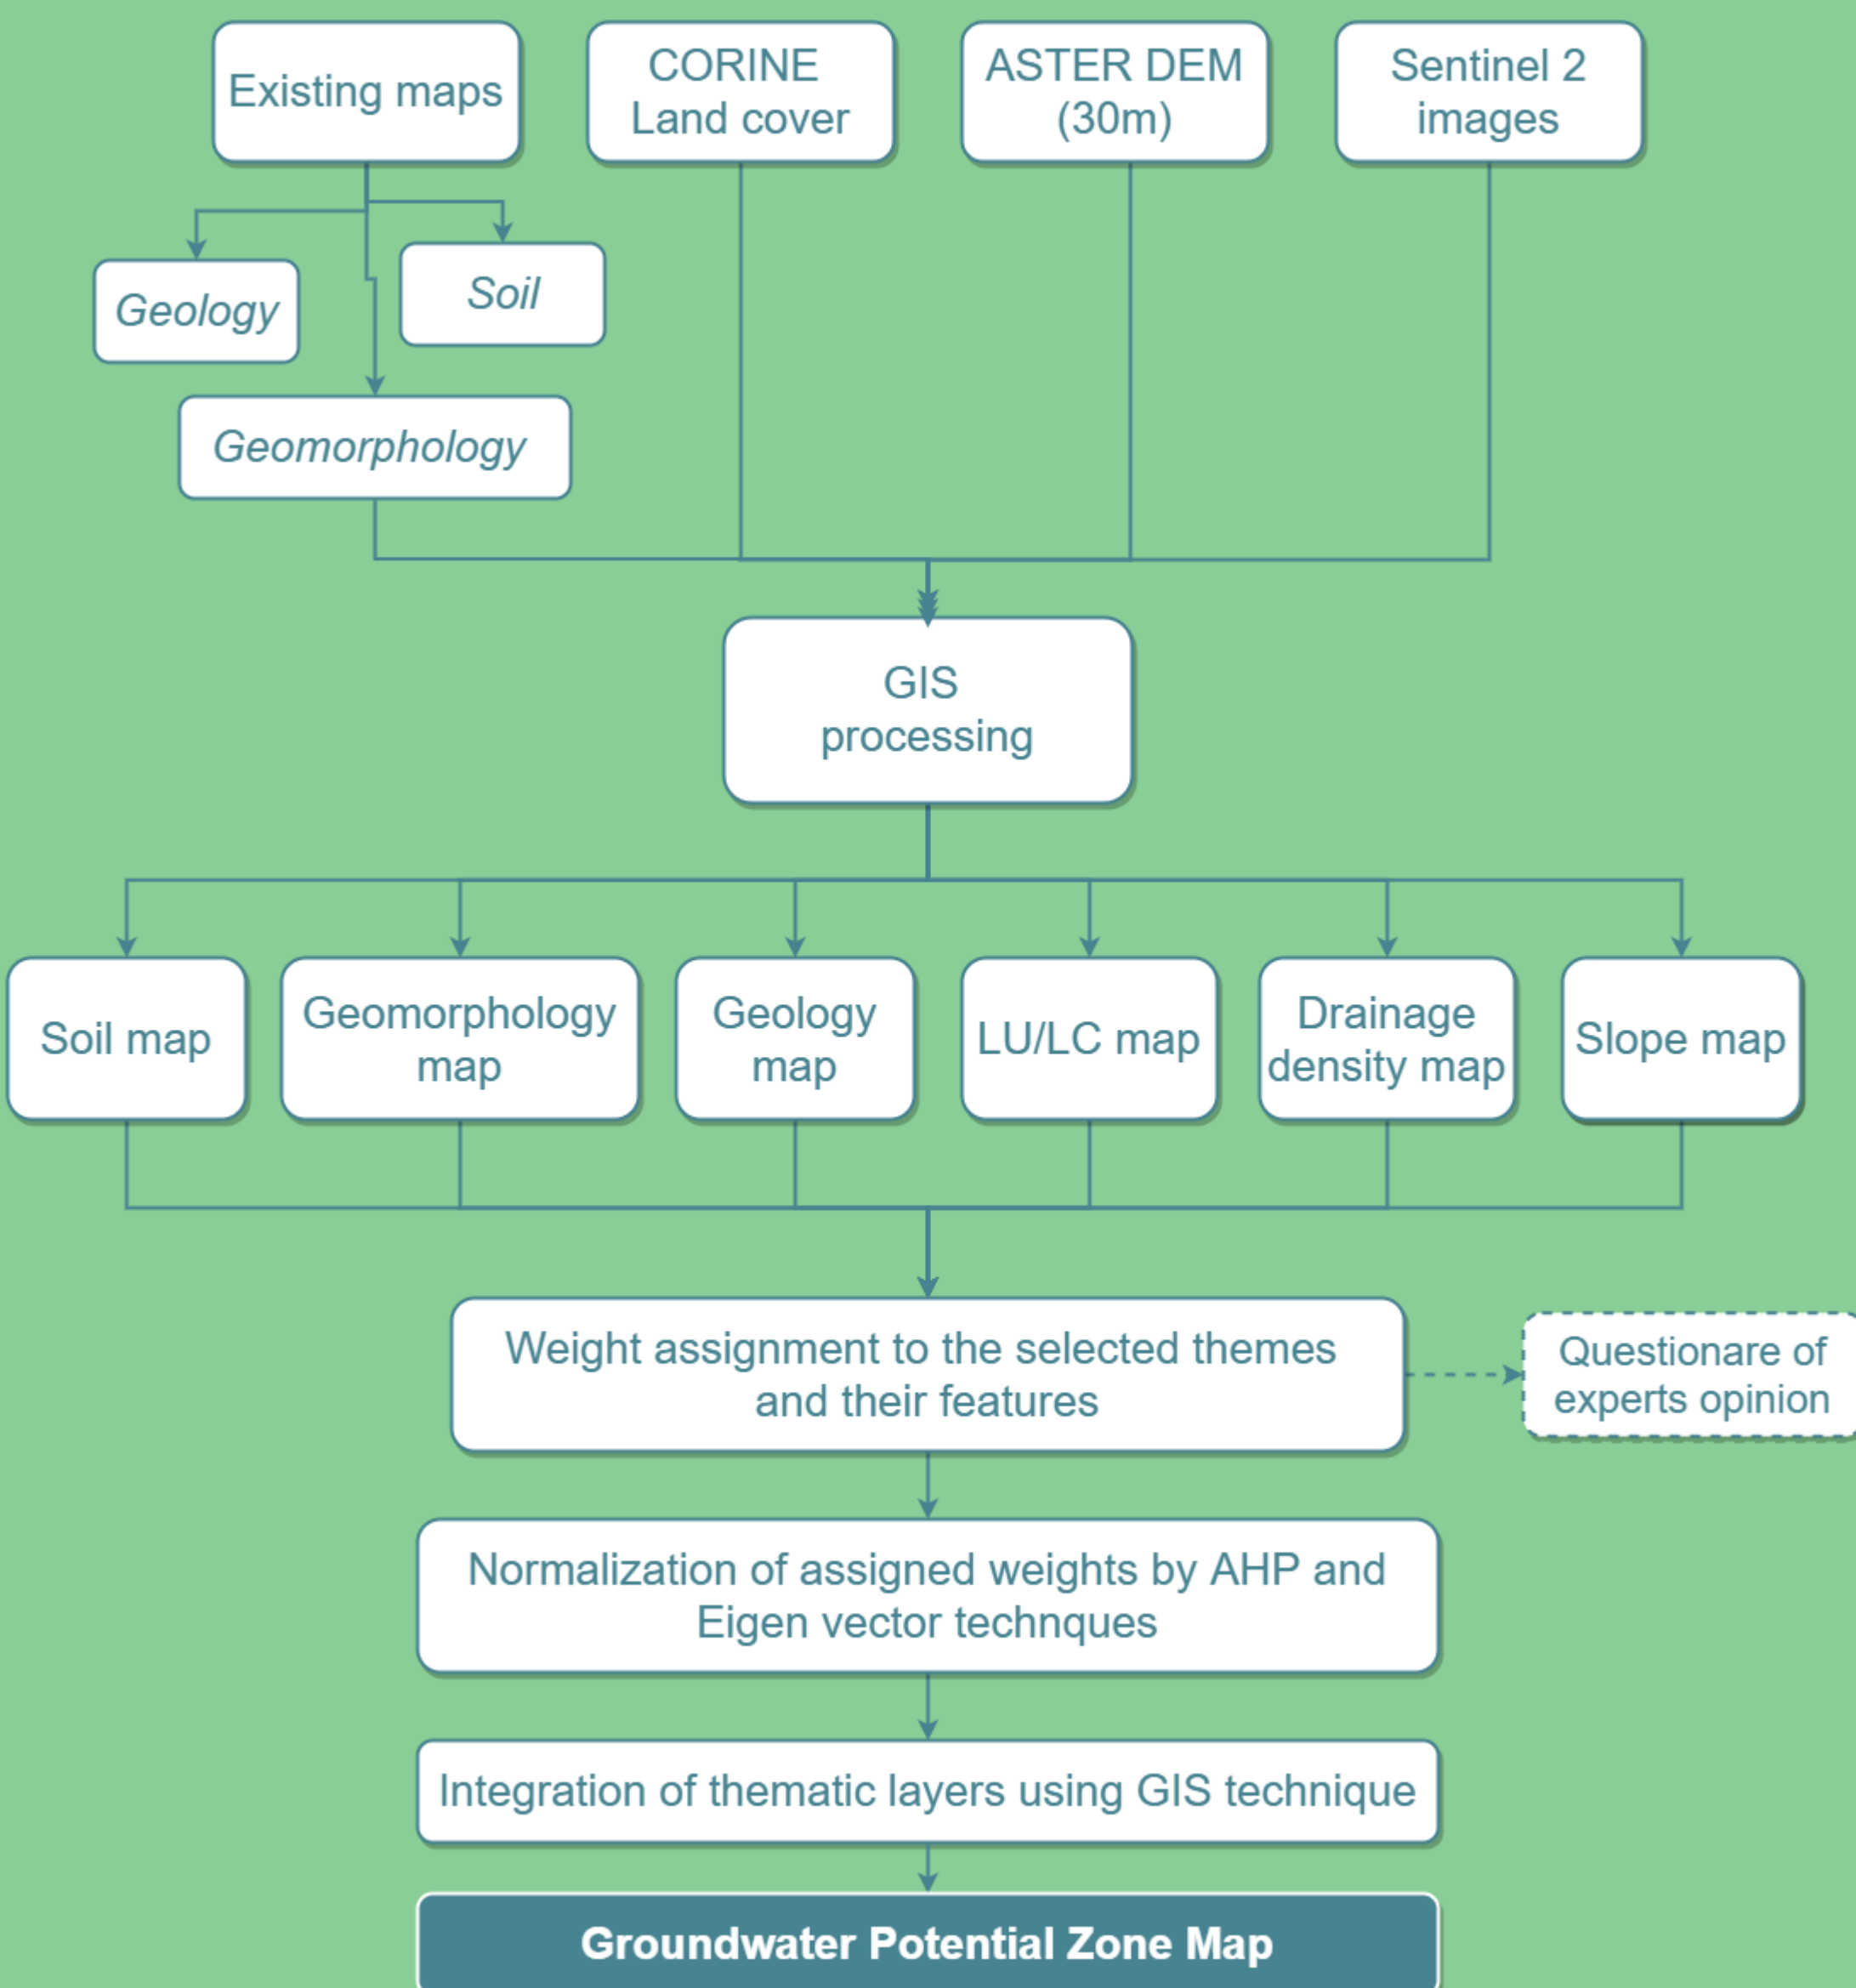 Existing maps
CORINE
Land cover
ASTER DEM
(30m)
Sentinel 2
images
Geology
Soil
Geomorphology
GIS
processing
Soil map
Geomorphology
map
Geology
map
LU/LC map
Drainage
density map
Slope map
Weight assignment to the selected themes
and their features
Questionare of
experts opinion
Normalization of assigned weights by AHP and
Eigen vector technques
Integration of thematic layers using GIS technique
Groundwater Potential Zone Map